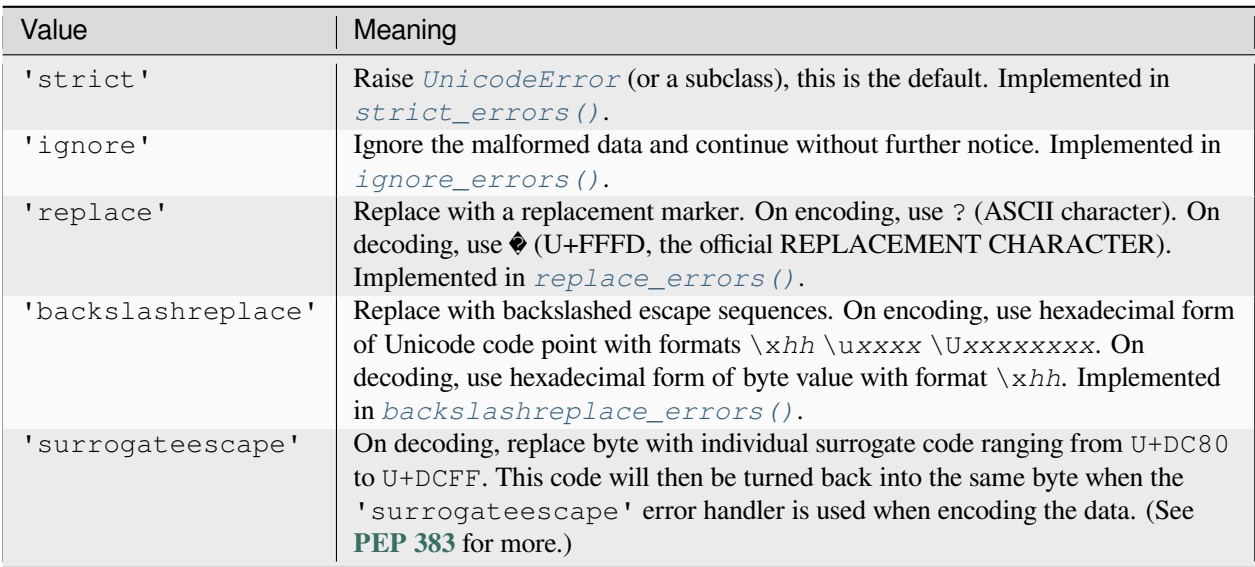 Value Meaning
'strict' Raise UnicodeError (or a subclass), this is the default. Implemented in
strict_errors().
'ignore' Ignore the malformed data and continue without further notice. Implemented in
ignore_errors().
'replace' Replace with a replacement marker. On encoding, use ? (ASCII character). On
decoding, use � (U+FFFD, the official REPLACEMENT CHARACTER).
Implemented in replace_errors().
'backslashreplace' Replace with backslashed escape sequences. On encoding, use hexadecimal form
of Unicode code point with formats \xhh \uxxxx \Uxxxxxxxx. On
decoding, use hexadecimal form of byte value with format \xhh. Implemented
in backslashreplace_errors().
'surrogateescape' On decoding, replace byte with individual surrogate code ranging from U+DC80
to U+DCFF. This code will then be turned back into the same byte when the
'surrogateescape' error handler is used when encoding the data. (See
PEP 383 for more.)